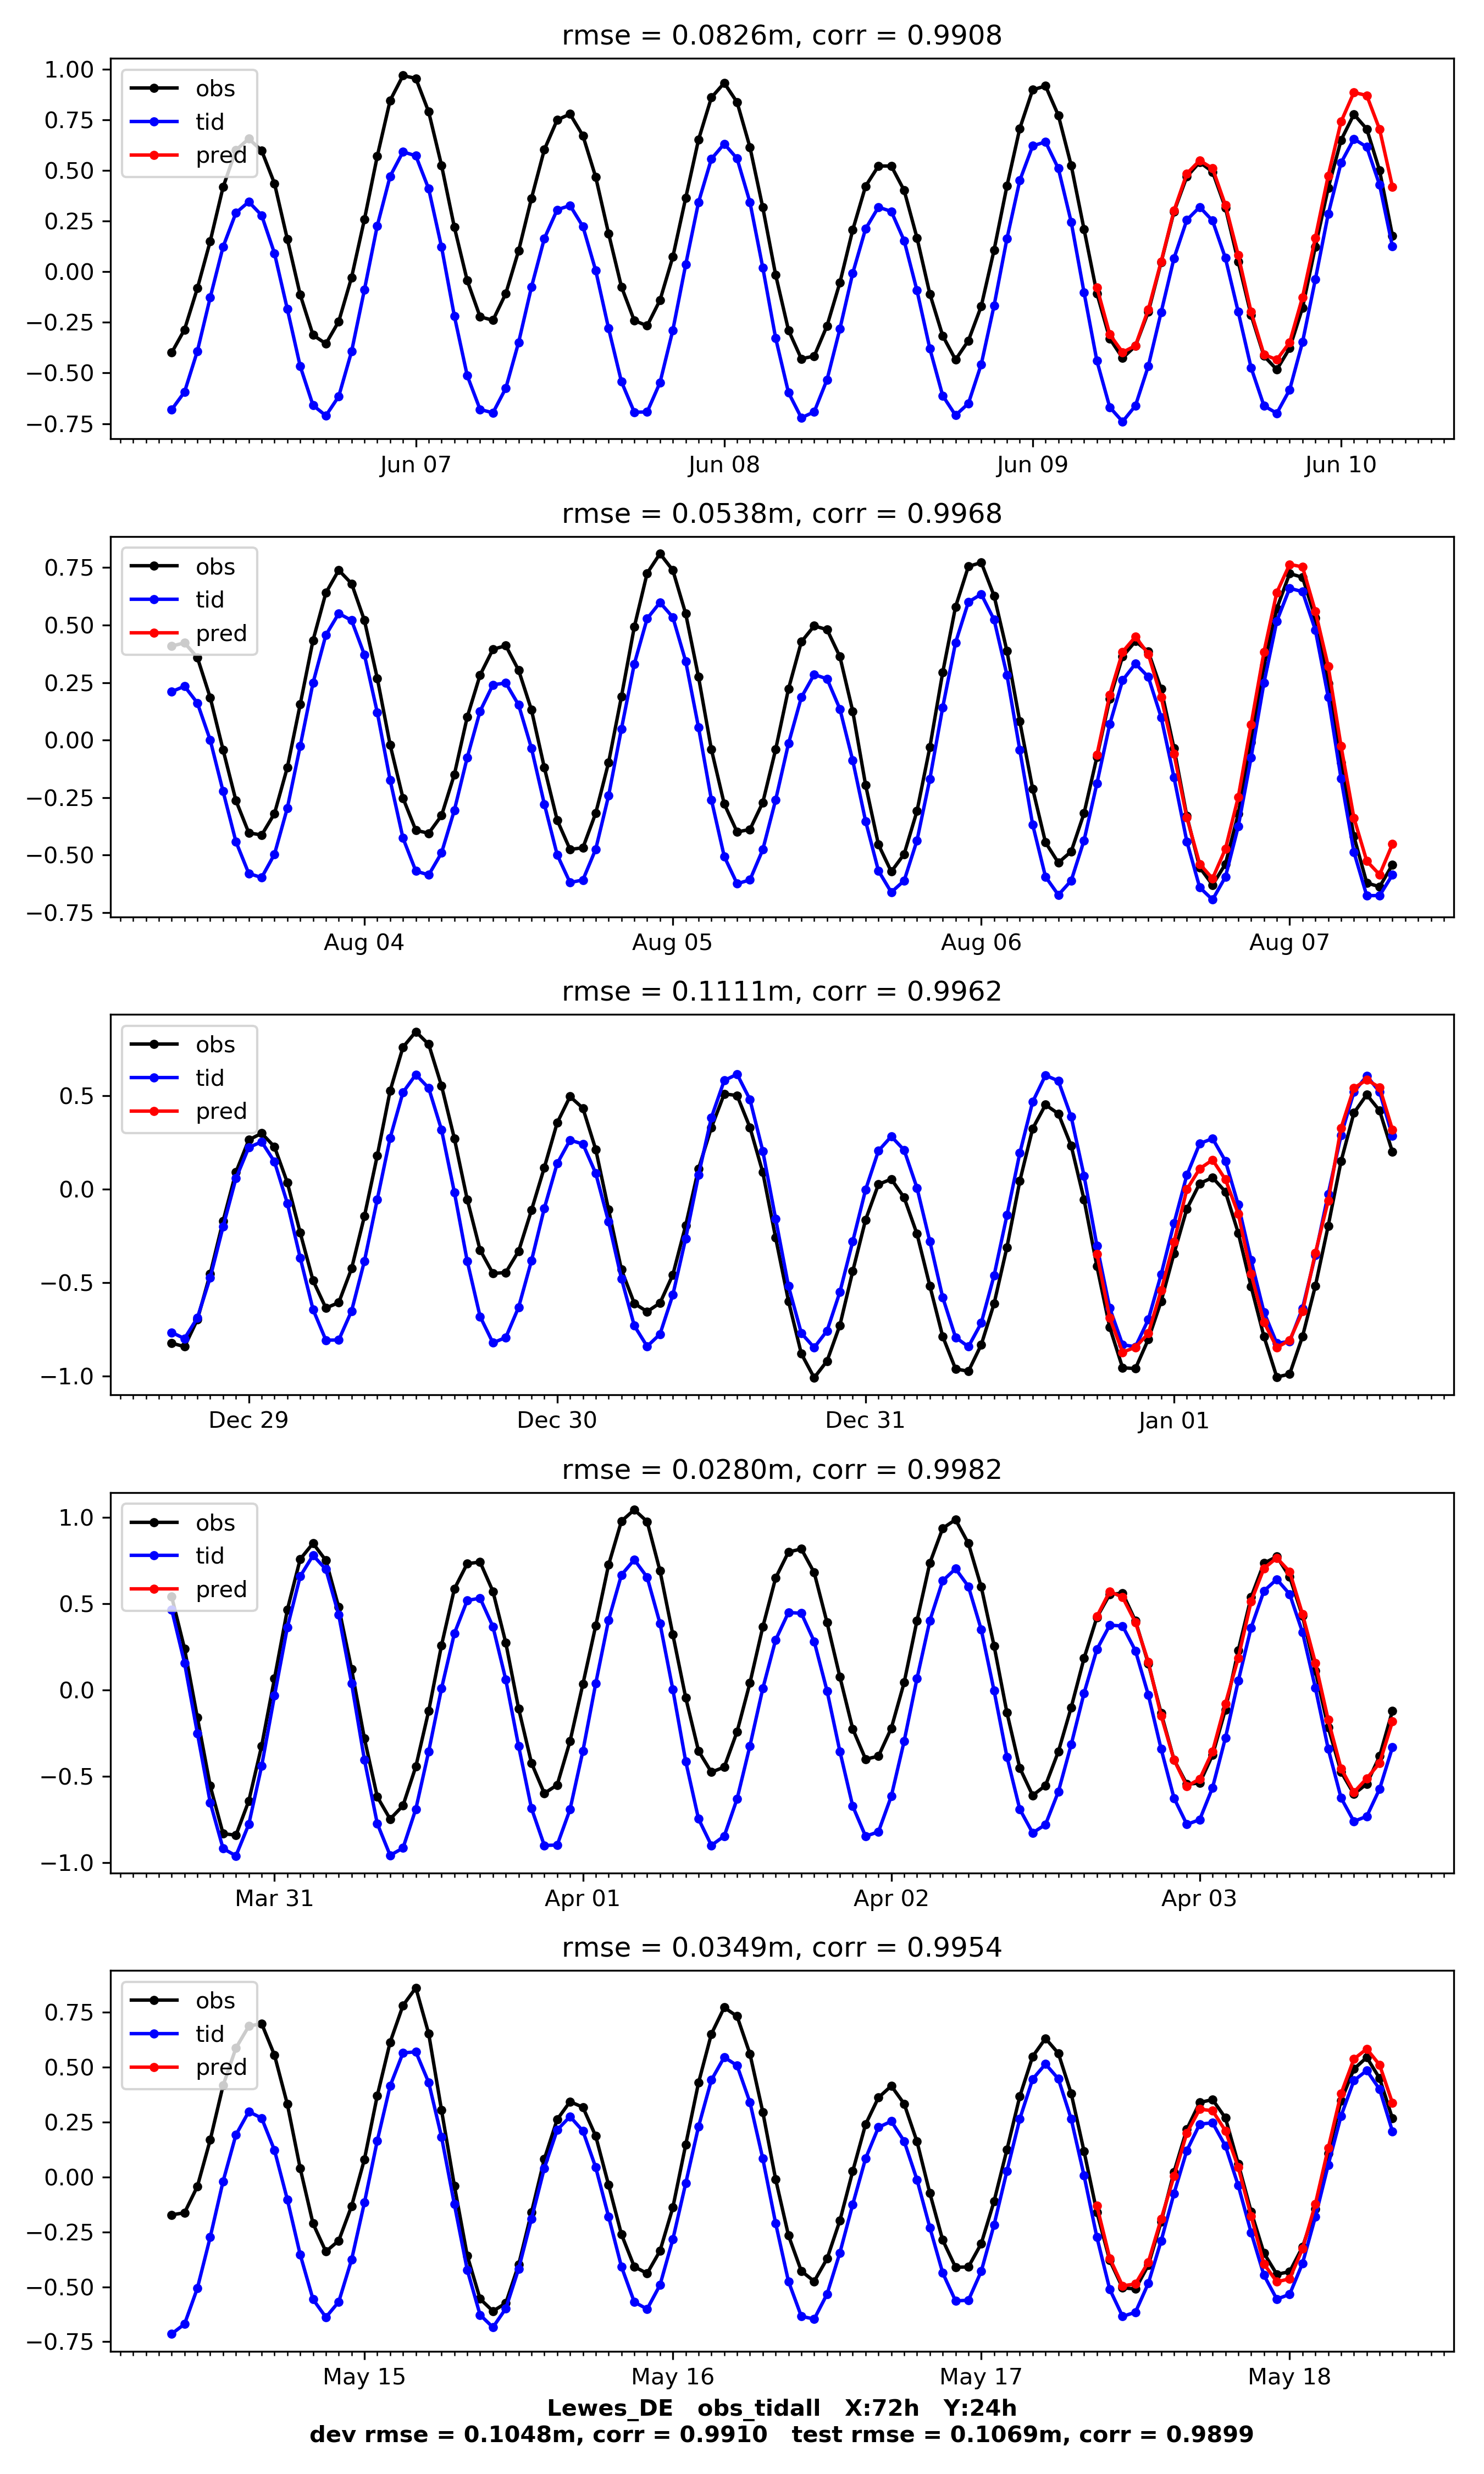 rmse = 0.0826m, corr = 0.9908
1.00
0.75
0.50
0.25
0.00
−0.25
−0.50
−0.75
obs
tid
pred
Jun 07 Jun 08 Jun 09 Jun 10
rmse = 0.0538m, corr = 0.9968
0.75
0.50
0.25
0.00
−0.25
−0.50
−0.75
obs
tid
pred
Aug 04 Aug 05 Aug 06 Aug 07
rmse = 0.1111m, corr = 0.9962
0.5
0.0
−0.5
−1.0
obs
tid
pred
Dec 29 Dec 30 Dec 31 Jan 01
rmse = 0.0280m, corr = 0.9982
1.0
0.5
0.0
−0.5
−1.0
obs
tid
pred
Mar 31 Apr 01 Apr 02 Apr 03
rmse = 0.0349m, corr = 0.9954
0.75
0.50
0.25
0.00
−0.25
−0.50
−0.75
obs
tid
pred
May 15 May 16 May 17 May 18
Lewes_DE obs_tidall X:72h Y:24h
dev rmse = 0.1048m, corr = 0.9910 test rmse = 0.1069m, corr = 0.9899